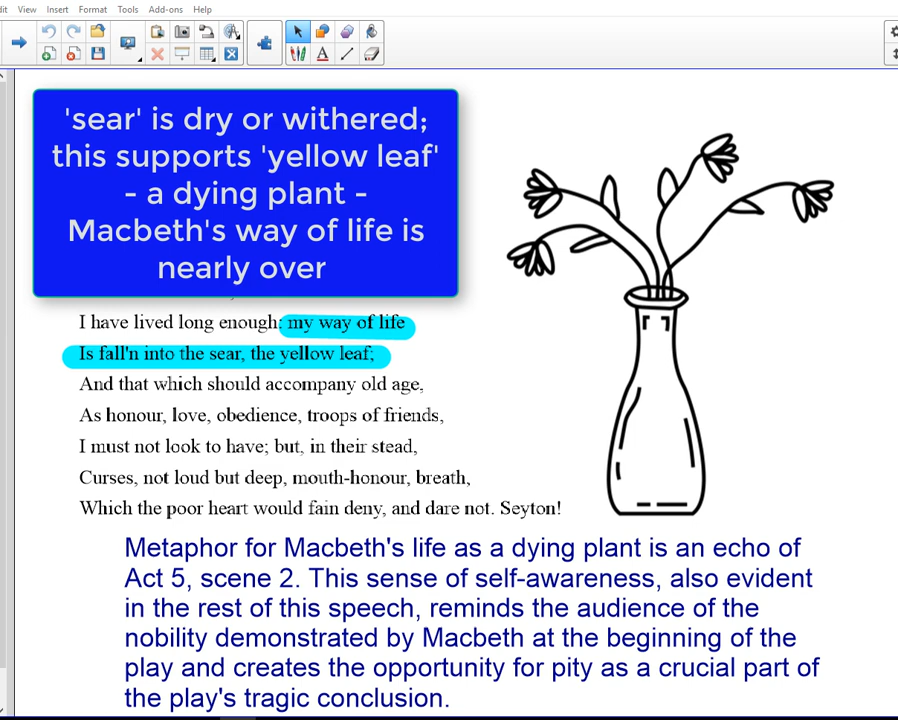 dit View Insert Format Tools Add-ons Help
'sear' is dry or withered;
this supports 'yellow leaf'
- a dying plant -
Macbeth's way of life is
nearly over
I have lived long enough: my way of life
Is fall'n into the sear, the yellow leaf;
And that which should accompany old age,
As honour, love, obedience, troops of friends,
I must not look to have; but, in their stead,
Curses, not loud but deep, mouth-honour, breath,
Which the poor heart would fain deny, and dare not. Seyton!
Metaphor for Macbeth's life as a dying plant is an echo of
Act 5, scene 2. This sense of self-awareness, also evident
in the rest of this speech, reminds the audience of the
nobility demonstrated by Macbeth at the beginning of the
play and creates the opportunity for pity as a crucial part of
the play's tragic conclusion.